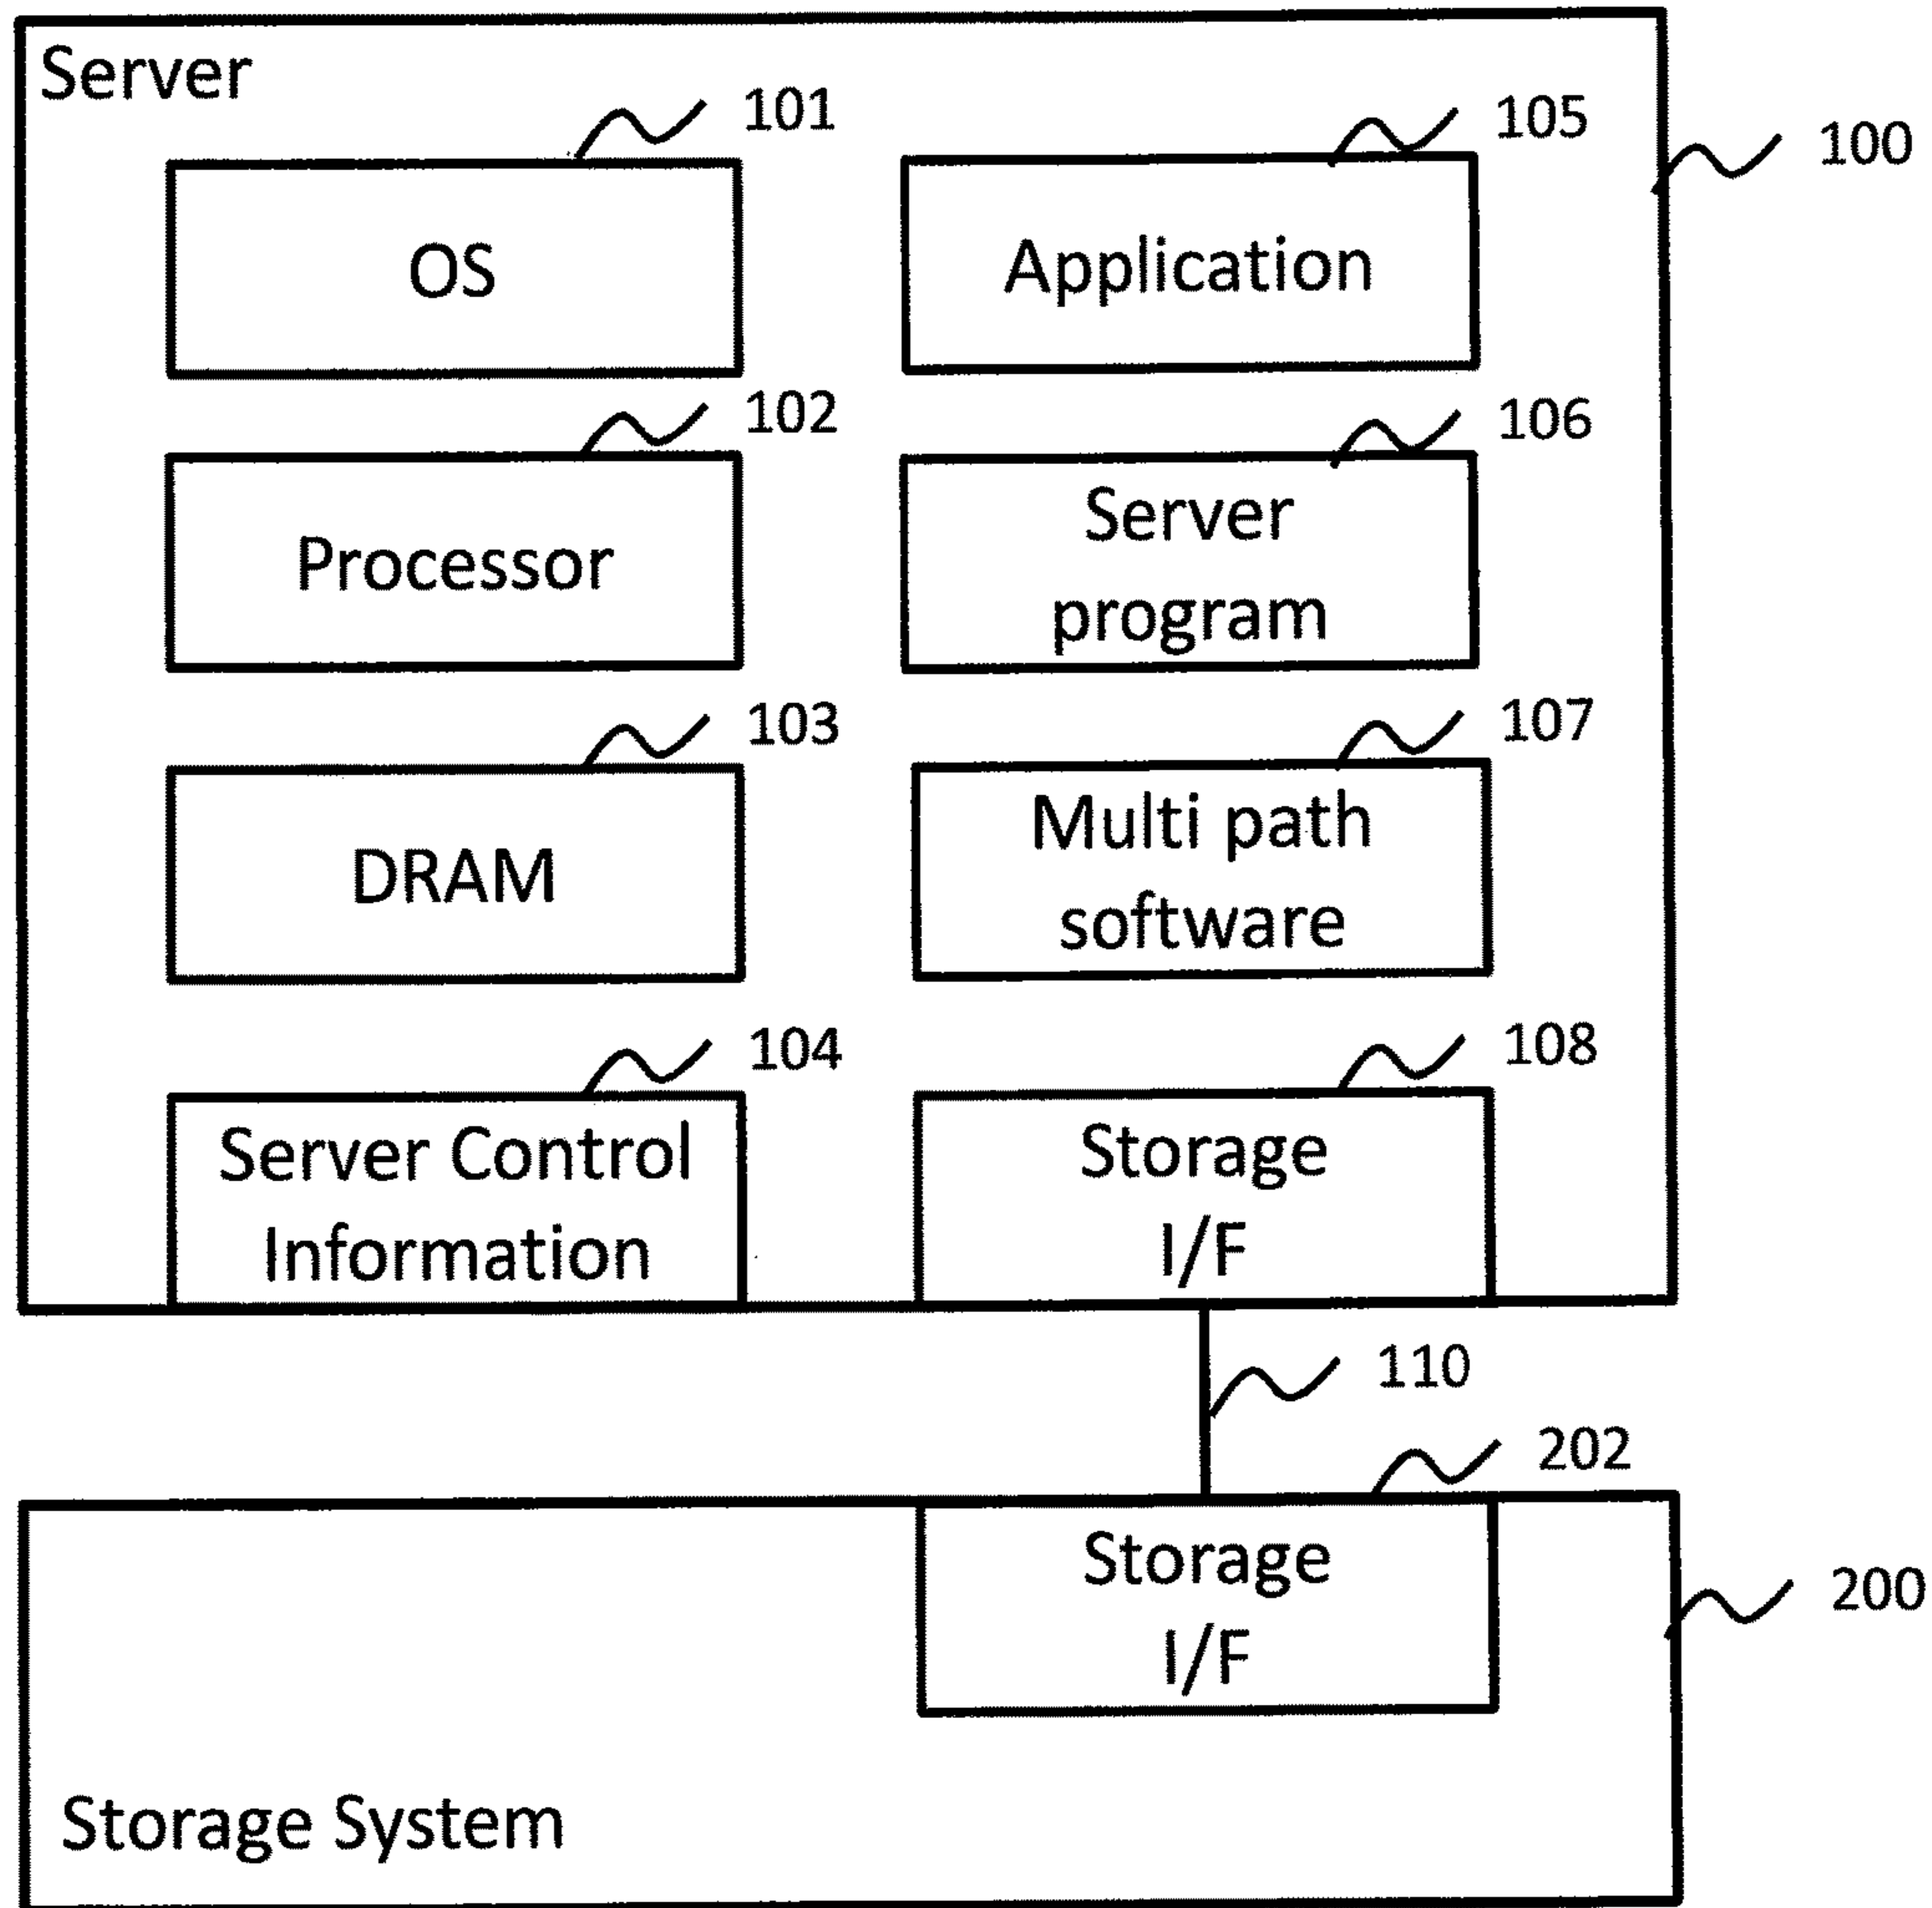 Server
101
105
100
OS
Application
102
106
Processor
Server
program
103
107
DRAM
Multi path
software
104
108
Server Control
Information
Storage
I/F
110
202
Storage
I/F
200
Storage System